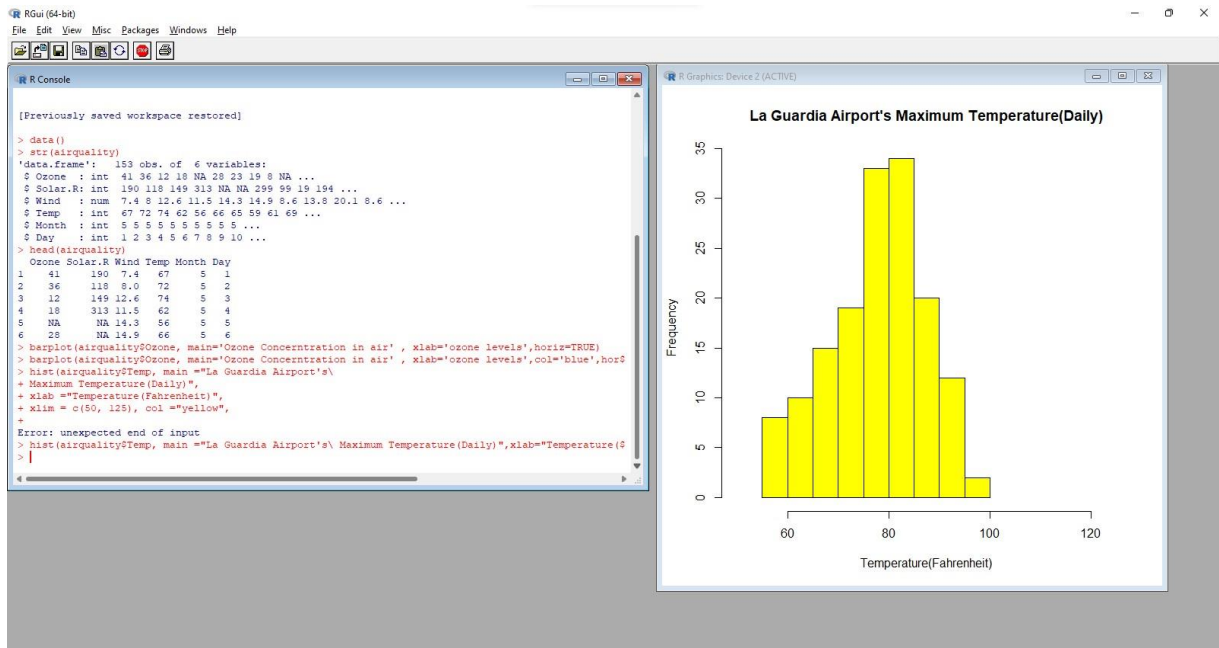 RGui (64-bit)
File Edit View Misc Packages Windows Help
STOP
R Console
[Previously saved workspace restored]
> data()
> str(airquality)
'data.frame':   153 obs. of  6 variables:
 $ Ozone  : int  41 36 12 18 NA 28 23 19 8 NA ...
 $ Solar.R: int  190 118 149 313 NA NA 299 99 19 194 ...
 $ Wind   : num  7.4 8 12.6 11.5 14.3 14.9 8.6 13.8 20.1 8.6 ...
 $ Temp   : int  67 72 74 62 56 66 65 59 61 69 ...
 $ Month  : int  5 5 5 5 5 5 5 5 5 5 ...
 $ Day    : int  1 2 3 4 5 6 7 8 9 10 ...
> head(airquality)
  Ozone Solar.R Wind Temp Month Day
1    41     190  7.4   67     5   1
2    36     118  8.0   72     5   2
3    12     149 12.6   74     5   3
4    18     313 11.5   62     5   4
5    NA      NA 14.3   56     5   5
6    28      NA 14.9   66     5   6
> barplot(airquality$Ozone, main='Ozone Concerntration in air' , xlab='ozone levels',horiz=TRUE)
> barplot(airquality$Ozone, main='Ozone Concerntration in air' , xlab='ozone levels',col='blue',hor$
> hist(airquality$Temp, main ="La Guardia Airport's\
+ Maximum Temperature(Daily)",
+ xlab ="Temperature(Fahrenheit)",
+ xlim = c(50, 125), col ="yellow",
+
Error: unexpected end of input
> hist(airquality$Temp, main ="La Guardia Airport's\ Maximum Temperature(Daily)",xlab="Temperature($
>
R Graphics: Device 2 (ACTIVE)
La Guardia Airport's Maximum Temperature(Daily)
35
30
25
20
15
10
5
0
Frequency
60 80 100 120
Temperature(Fahrenheit)